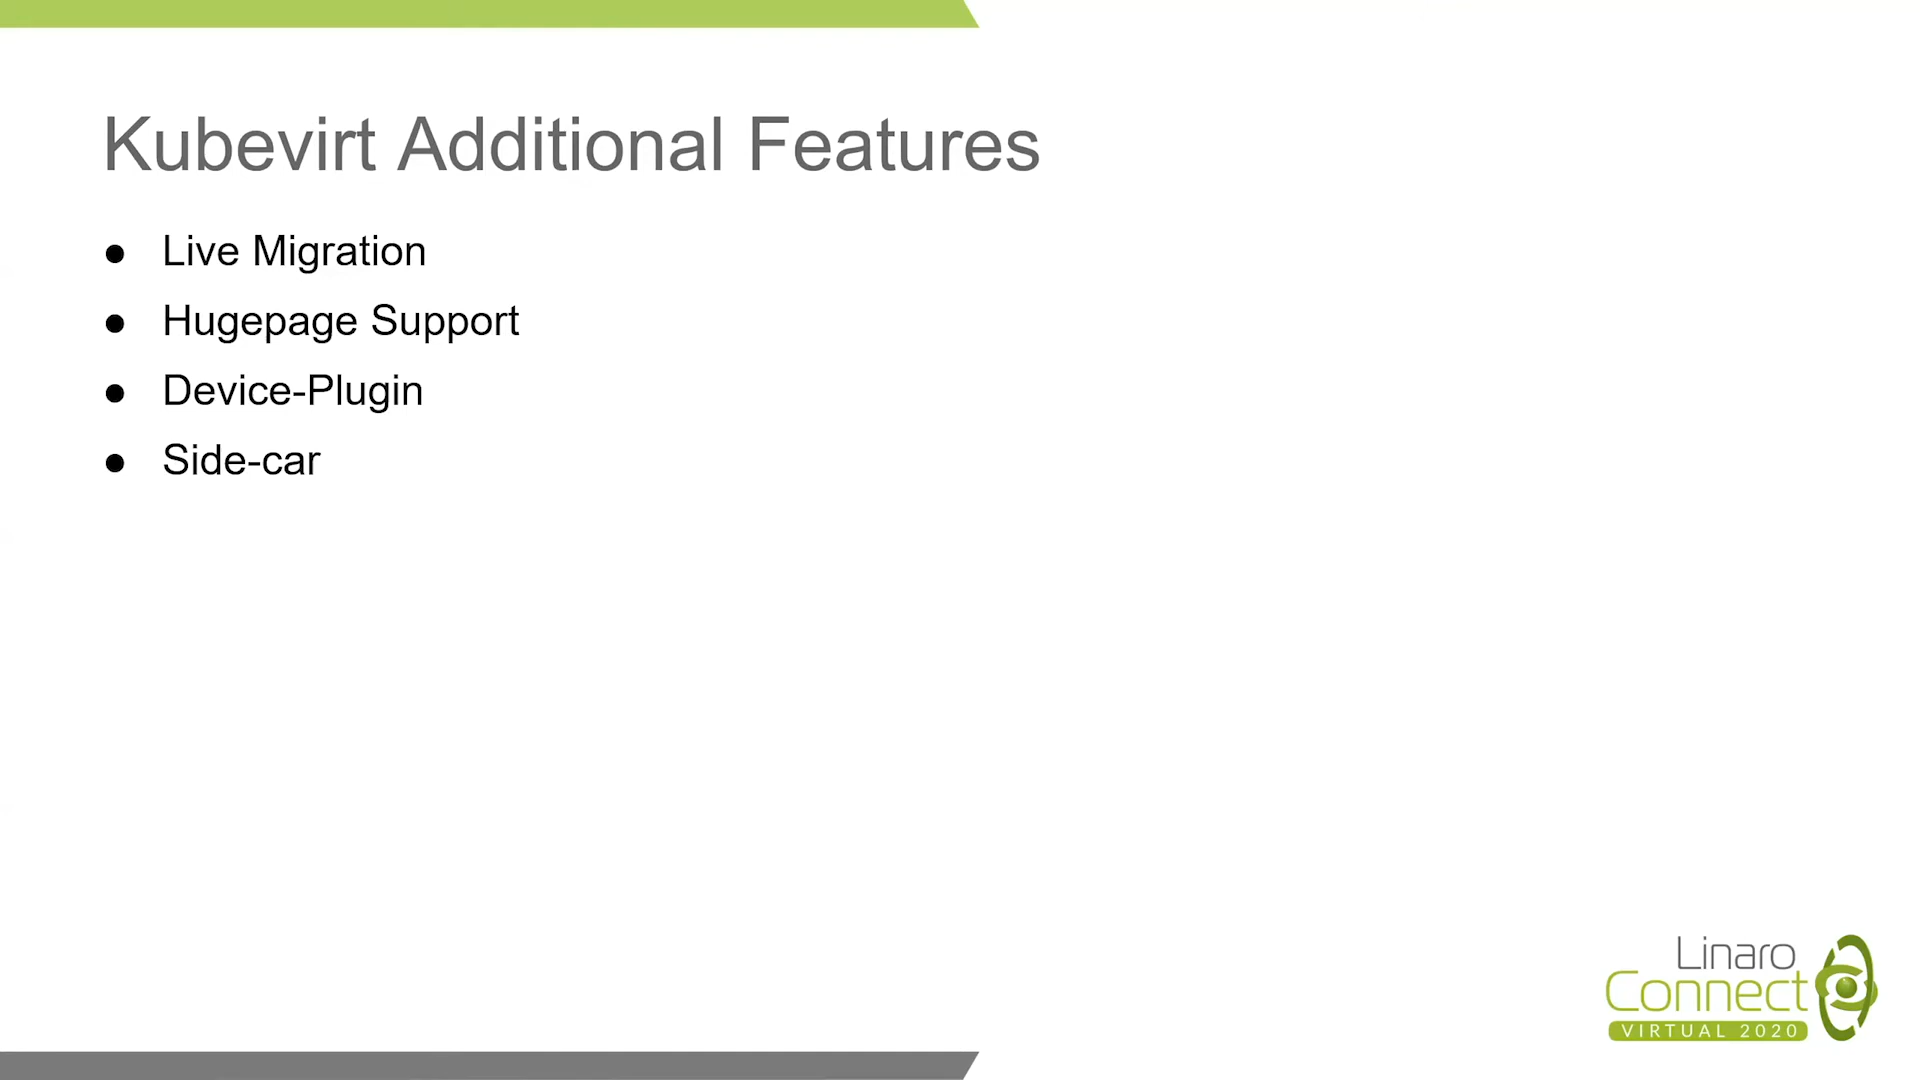 Kubevirt Additional Features
● Live Migration
● Hugepage Support
● Device-Plugin
● Side-car
Linaro
Connect
VIRTUAL 2020